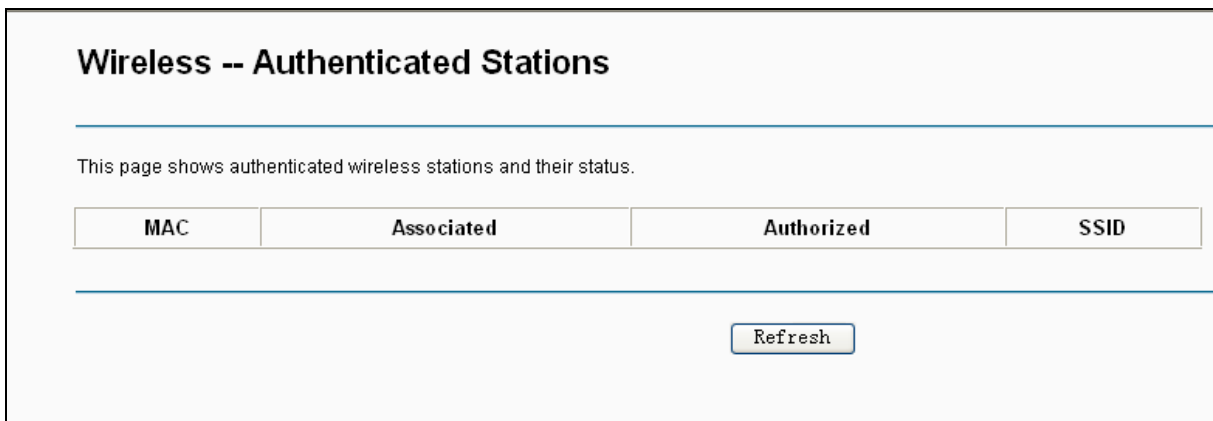 Wireless -- Authenticated Stations
This page shows authenticated wireless stations and their status.
MAC Associated Authorized SSID
Refresh